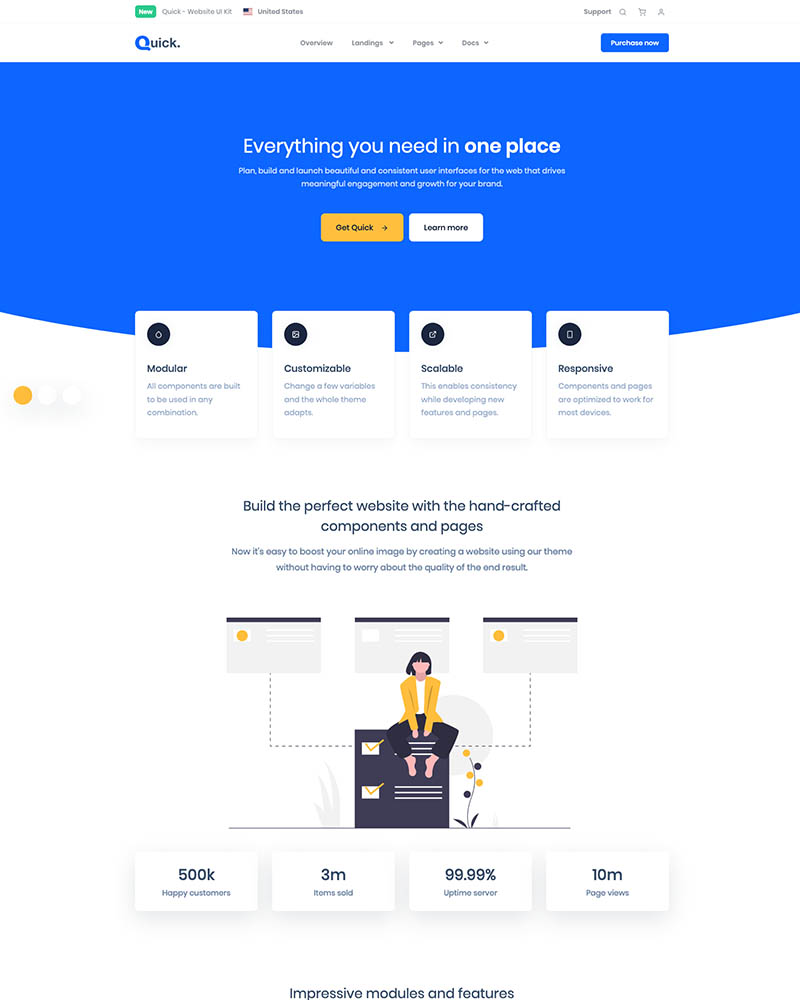 New Quick - Website UI Kit United States Support
Quick. Overview Landings Pages Docs Purchase now
Everything you need in one place
Plan, build and launch beautiful and consistent user interfaces for the web that drives
meaningful engagement and growth for your brand.
Get Quick → Learn more
Modular
All components are built
to be used in any
combination.
Customizable
Change a few variables
and the whole theme
adapts.
Scalable
This enables consistency
while developing new
features and pages.
Responsive
Components and pages
are optimized to work for
most devices.
Build the perfect website with the hand-crafted
components and pages
Now it's easy to boost your online image by creating a website using our theme
without having to worry about the quality of the end result.
500k
Happy customers
3m
Items sold
99.99%
Uptime server
10m
Page views
Impressive modules and features